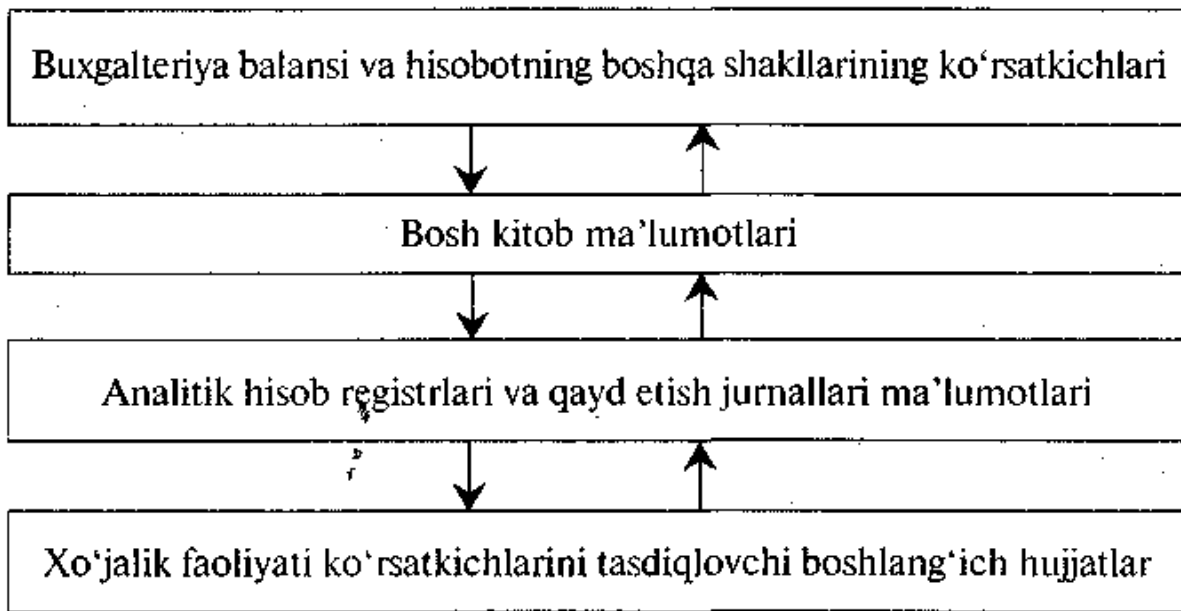 Buxgalteriya balansi va hisobotning boshqa shakllarining ko‘rsatkichlari
Bosh kitob ma’lumotlari
Analitik hisob registrlari va qayd etish jurnallari ma’lumotlari
Xo‘jalik faoliyati ko‘rsatkichlarini tasdiqlovchi boshlang‘ich hujjatlar